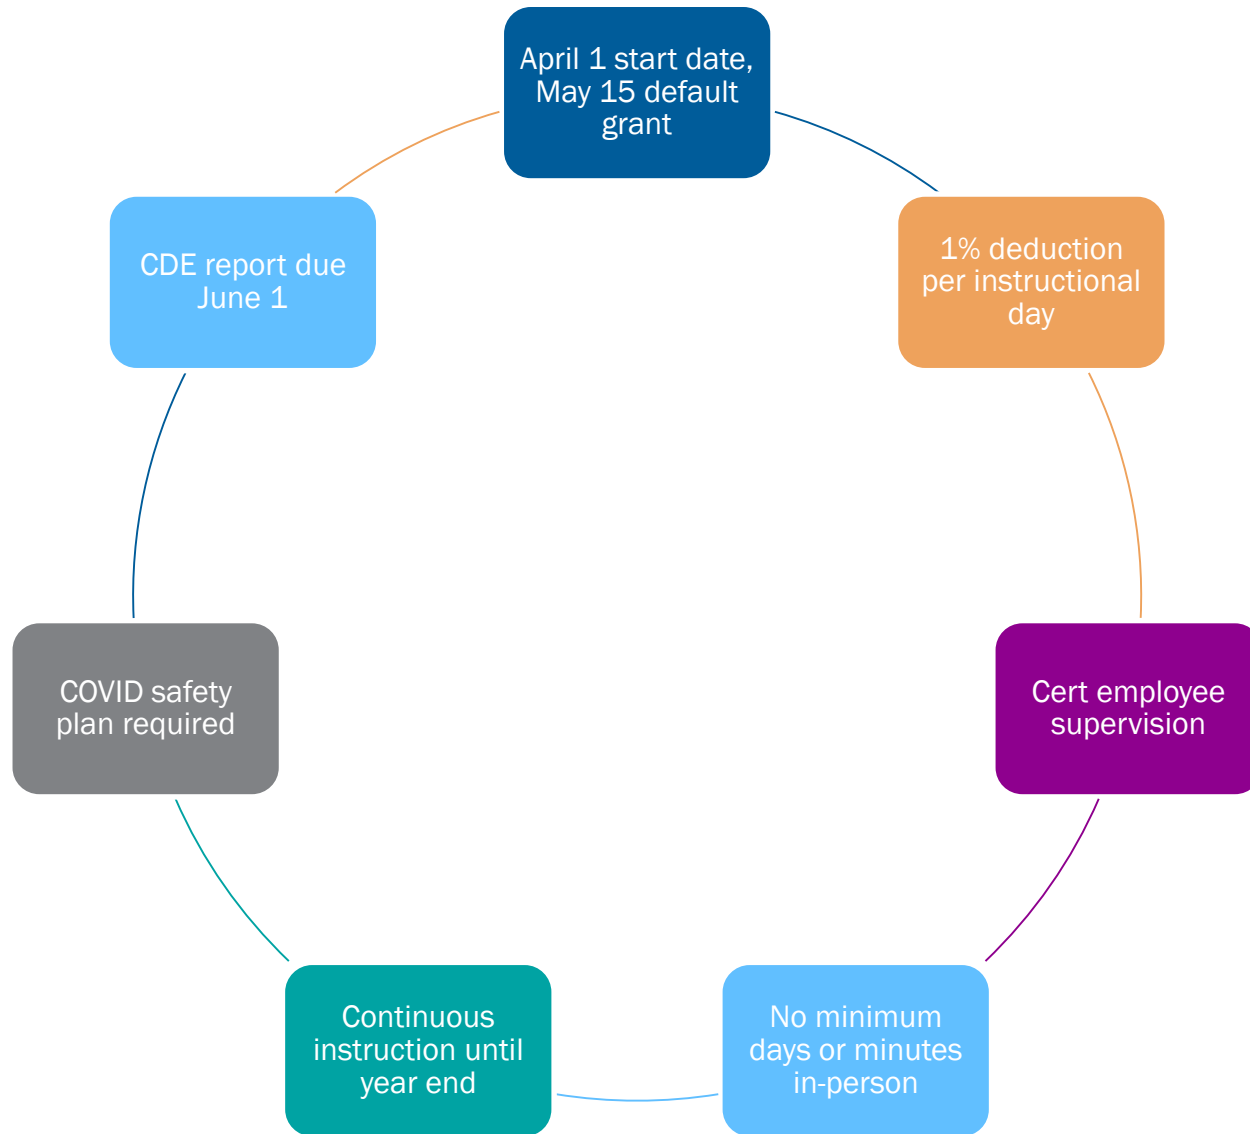 April 1 start date,
May 15 default
grant
1% deduction
per instructional
day
Cert employee
supervision
No minimum
days or minutes
in-person
Continuous
instruction until
year end
COVID safety
plan required
CDE report due
June 1